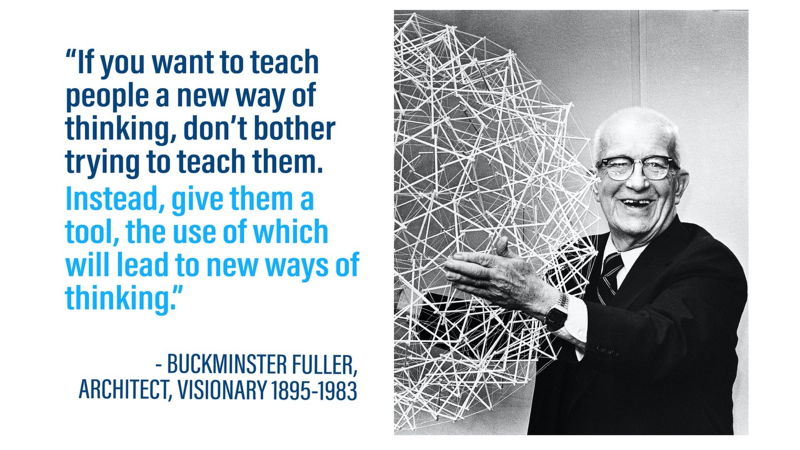 “If you want to teach
people a new way of
thinking, don’t bother
trying to teach them.
Instead, give them a
tool, the use of which
will lead to new ways of
thinking.”
- BUCKMINSTER FULLER,
ARCHITECT, VISIONARY 1895-1983